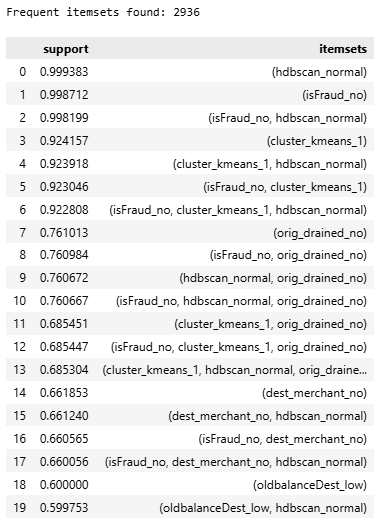 Frequent itemsets found: 2936
support itemsets
0 0.999383 (hdbscan_normal)
1 0.998712 (isFraud_no)
2 0.998199 (isFraud_no, hdbscan_normal)
3 0.924157 (cluster_kmeans_1)
4 0.923918 (cluster_kmeans_1, hdbscan_normal)
5 0.923046 (isFraud_no, cluster_kmeans_1)
6 0.922808 (isFraud_no, cluster_kmeans_1, hdbscan_normal)
7 0.761013 (orig_drained_no)
8 0.760984 (isFraud_no, orig_drained_no)
9 0.760672 (hdbscan_normal, orig_drained_no)
10 0.760667 (isFraud_no, hdbscan_normal, orig_drained_no)
11 0.685451 (cluster_kmeans_1, orig_drained_no)
12 0.685447 (isFraud_no, cluster_kmeans_1, orig_drained_no)
13 0.685304 (cluster_kmeans_1, hdbscan_normal, orig_draine...
14 0.661853 (dest_merchant_no)
15 0.661240 (dest_merchant_no, hdbscan_normal)
16 0.660565 (isFraud_no, dest_merchant_no)
17 0.660056 (isFraud_no, dest_merchant_no, hdbscan_normal)
18 0.600000 (oldbalanceDest_low)
19 0.599753 (oldbalanceDest_low, hdbscan_normal)